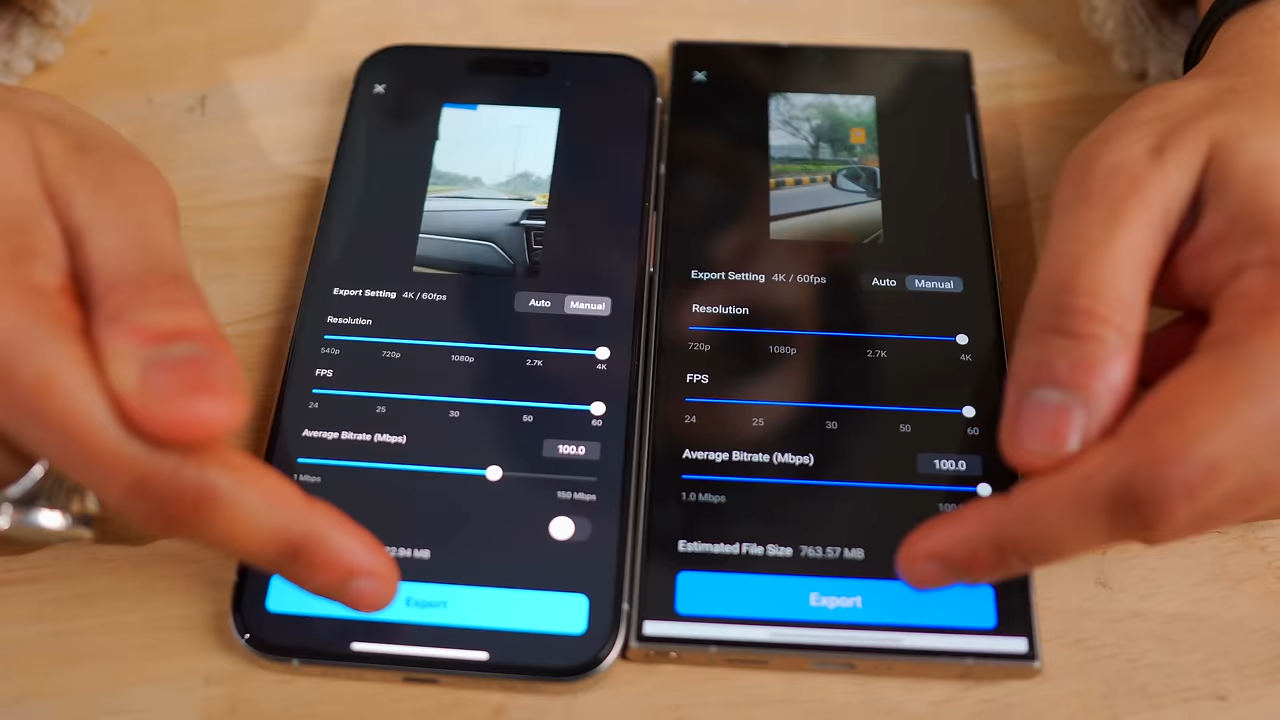 Export Setting 4K / 60fps Auto Manual
Resolution
540p 720p 1080p 2.7K 4K
FPS
24 25 30 50 60
Average Bitrate (Mbps) 100.0
1 Mbps 150 Mbps
MB
Export
Export Setting 4K / 60fps Auto Manual
Resolution
720p 1080p 2.7K 4K
FPS
24 25 30 50 60
Average Bitrate (Mbps) 100.0
1.0 Mbps
Estimated File Size 763.57 MB
Export